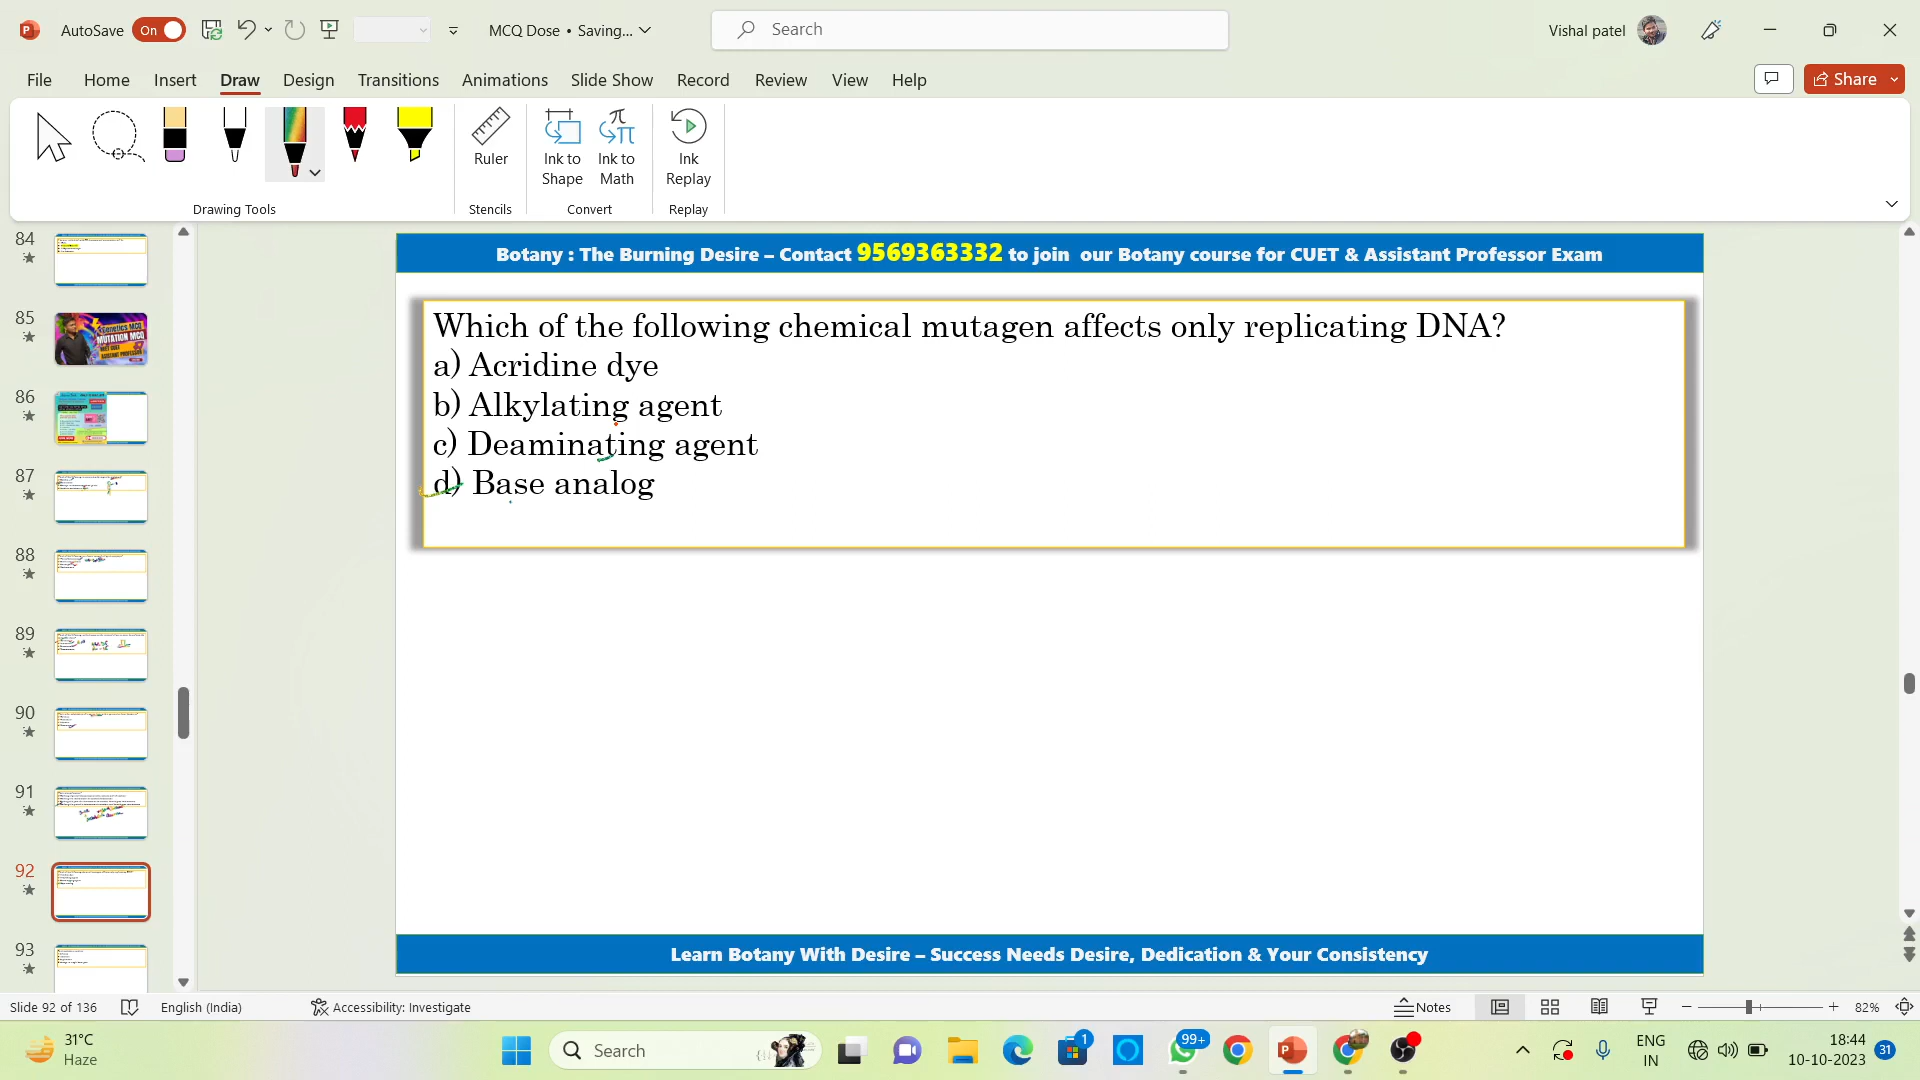 AutoSave On MCQ Dose • Saving... Search Vishal patel
File Home Insert Draw Design Transitions Animations Slide Show Record Review View Help Share
Ruler Ink to Shape Ink to Math Ink Replay
Drawing Tools Stencils Convert Replay
84
85
Genetics MCQ
MUTATION MCQ
86
87
88
89
90
91
92
93
Botany : The Burning Desire – Contact 9569363332 to join our Botany course for CUET & Assistant Professor Exam
Which of the following chemical mutagen affects only replicating DNA?
a) Acridine dye
b) Alkylating agent
c) Deaminating agent
d) Base analog
Learn Botany With Desire – Success Needs Desire, Dedication & Your Consistency
Slide 92 of 136 English (India) Accessibility: Investigate Notes 82%
31°C
Haze
Search
1
99+
ENG
IN
18:44
10-10-2023
31